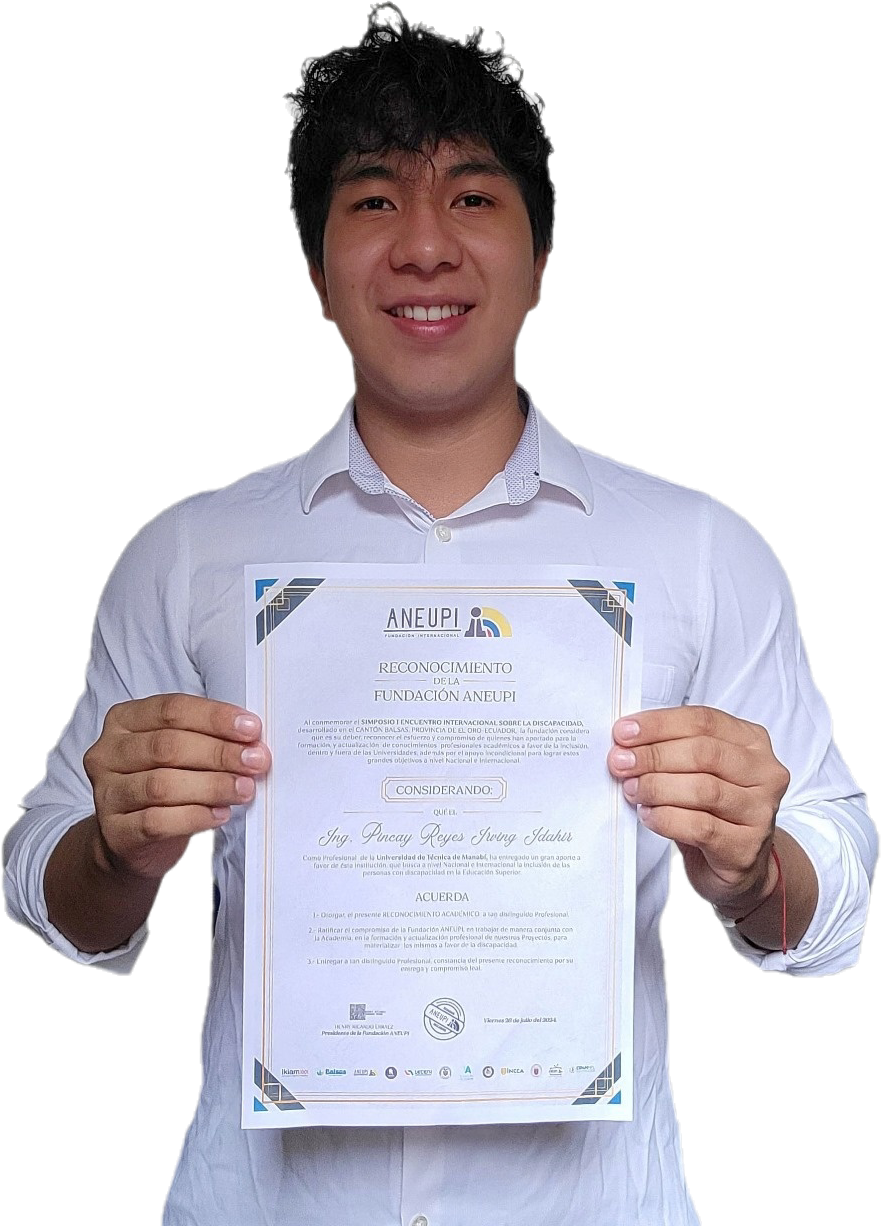 ANEUPI
FUNDACIÓN INTERNACIONAL
RECONOCIMIENTO
DE LA
FUNDACIÓN ANEUPI
Al conmemorar el SIMPOSIO I ENCUENTRO INTERNACIONAL SOBRE LA DISCAPACIDAD,
desarrollado en el CANTÓN BALSAS, PROVINCIA DE EL ORO-ECUADOR, la fundación considera
que es su deber, reconocer el esfuerzo y compromiso de quienes han aportado para la
formación, y actualización de conocimientos profesionales académicos a favor de la inclusión,
dentro y fuera de las Universidades, además por el apoyo incondicional para lograr estos
grandes objetivos a nivel Nacional e Internacional.
CONSIDERANDO:
QUÉ EL
Ing. Pincay Reyes Irving Idahir
Como Profesional de la Universidad de Técnica de Manabí, ha entregado un gran aporte a
favor de ésta institución, que busca a nivel Nacional e Internacional la inclusión de las
personas con discapacidad en la Educación Superior.
ACUERDA
1.- Otorgar, el presente RECONOCIMIENTO ACADÉMICO, a tan distinguido Profesional.
2.- Ratificar el compromiso de la Fundación ANEUPI, en trabajar de manera conjunta con
la Academia, en la formación y actualización profesional de nuestros Proyectos, para
materializar, los mismos a favor de la discapacidad.
3.- Entregar a tan distinguido Profesional, constancia del presente reconocimiento por su
entrega y compromiso leal.
HENRY RICARDO
Presidente de la Fundación ANEUPI
ANEUPI
Viernes 26 de julio del 2024
ikiam
Balsas
ANEUPI
INCCA